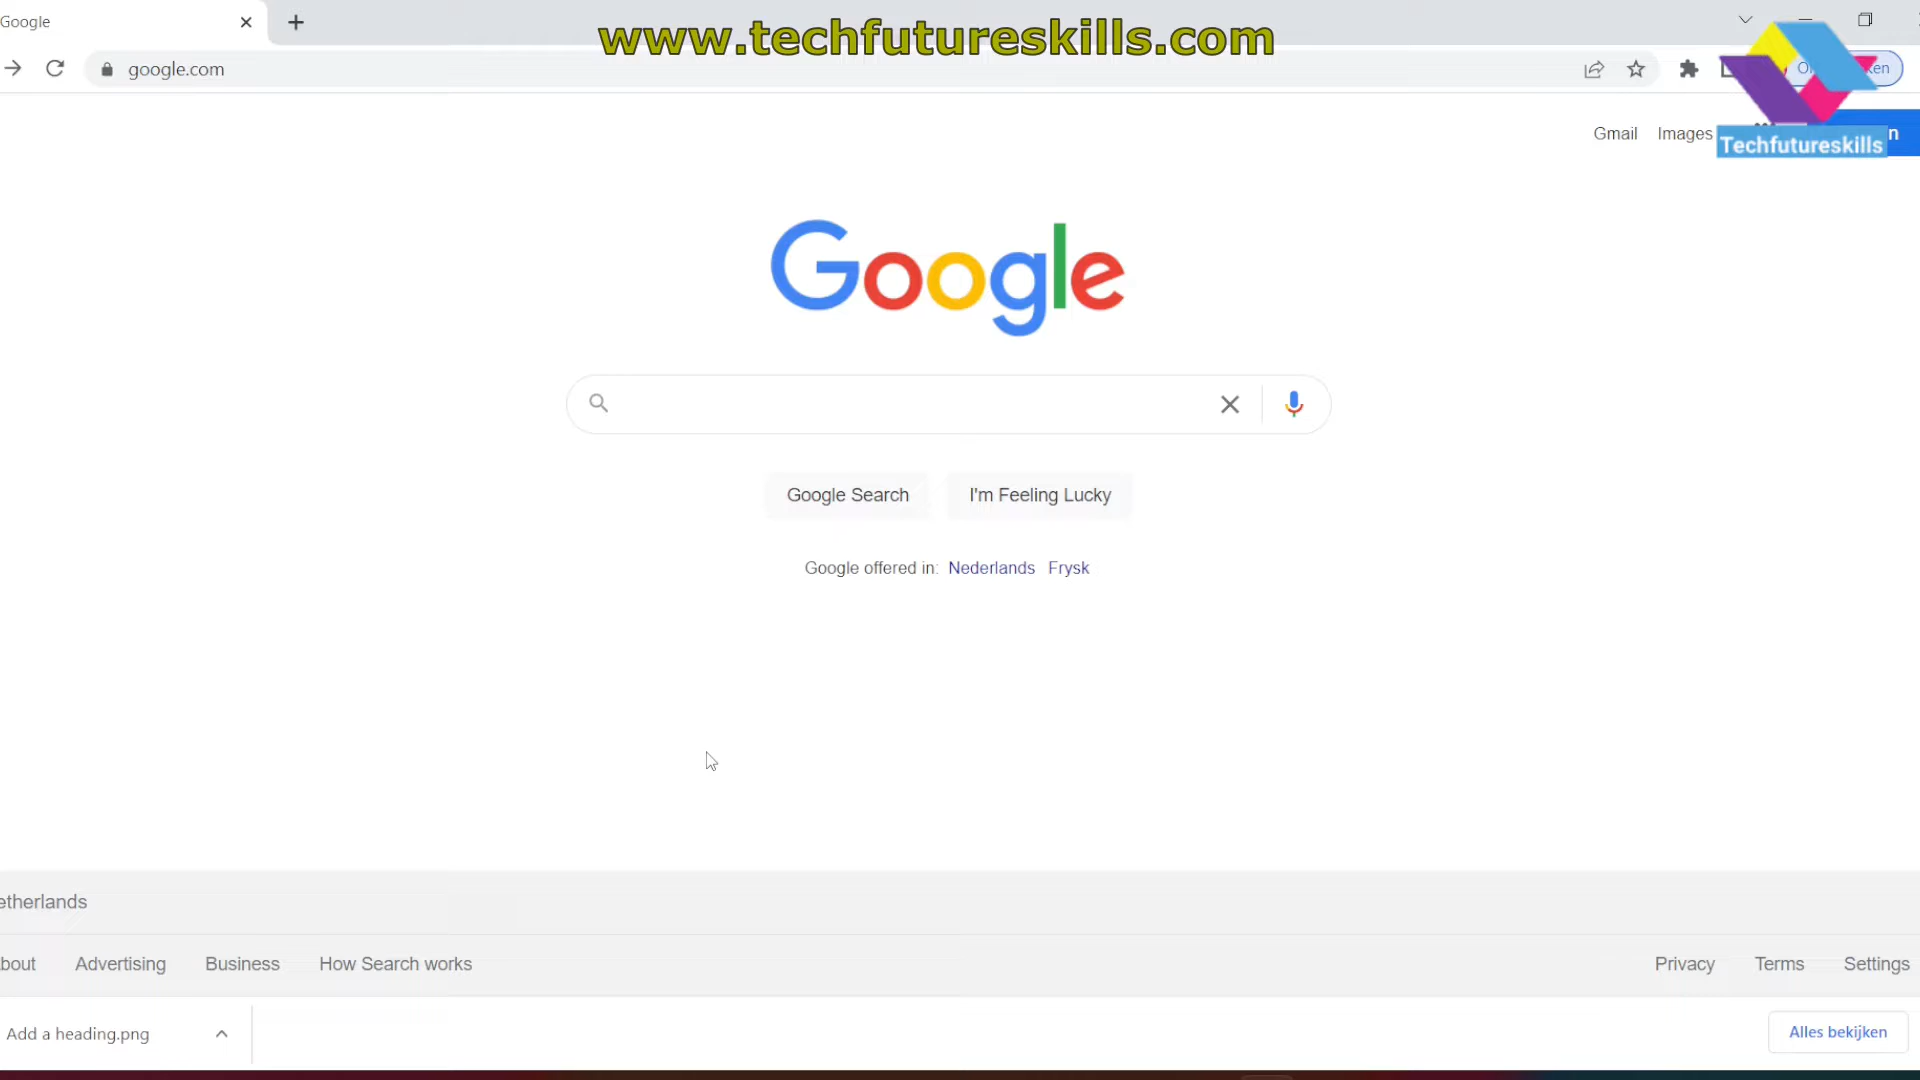 Google
www.techfutureskills.com
google.com
Gmail Images
Techfutureskills
Google
Google Search I'm Feeling Lucky
Google offered in: Nederlands Frysk
etherlands
bout Advertising Business How Search works Privacy Terms Settings
Add a heading.png Alles bekijken